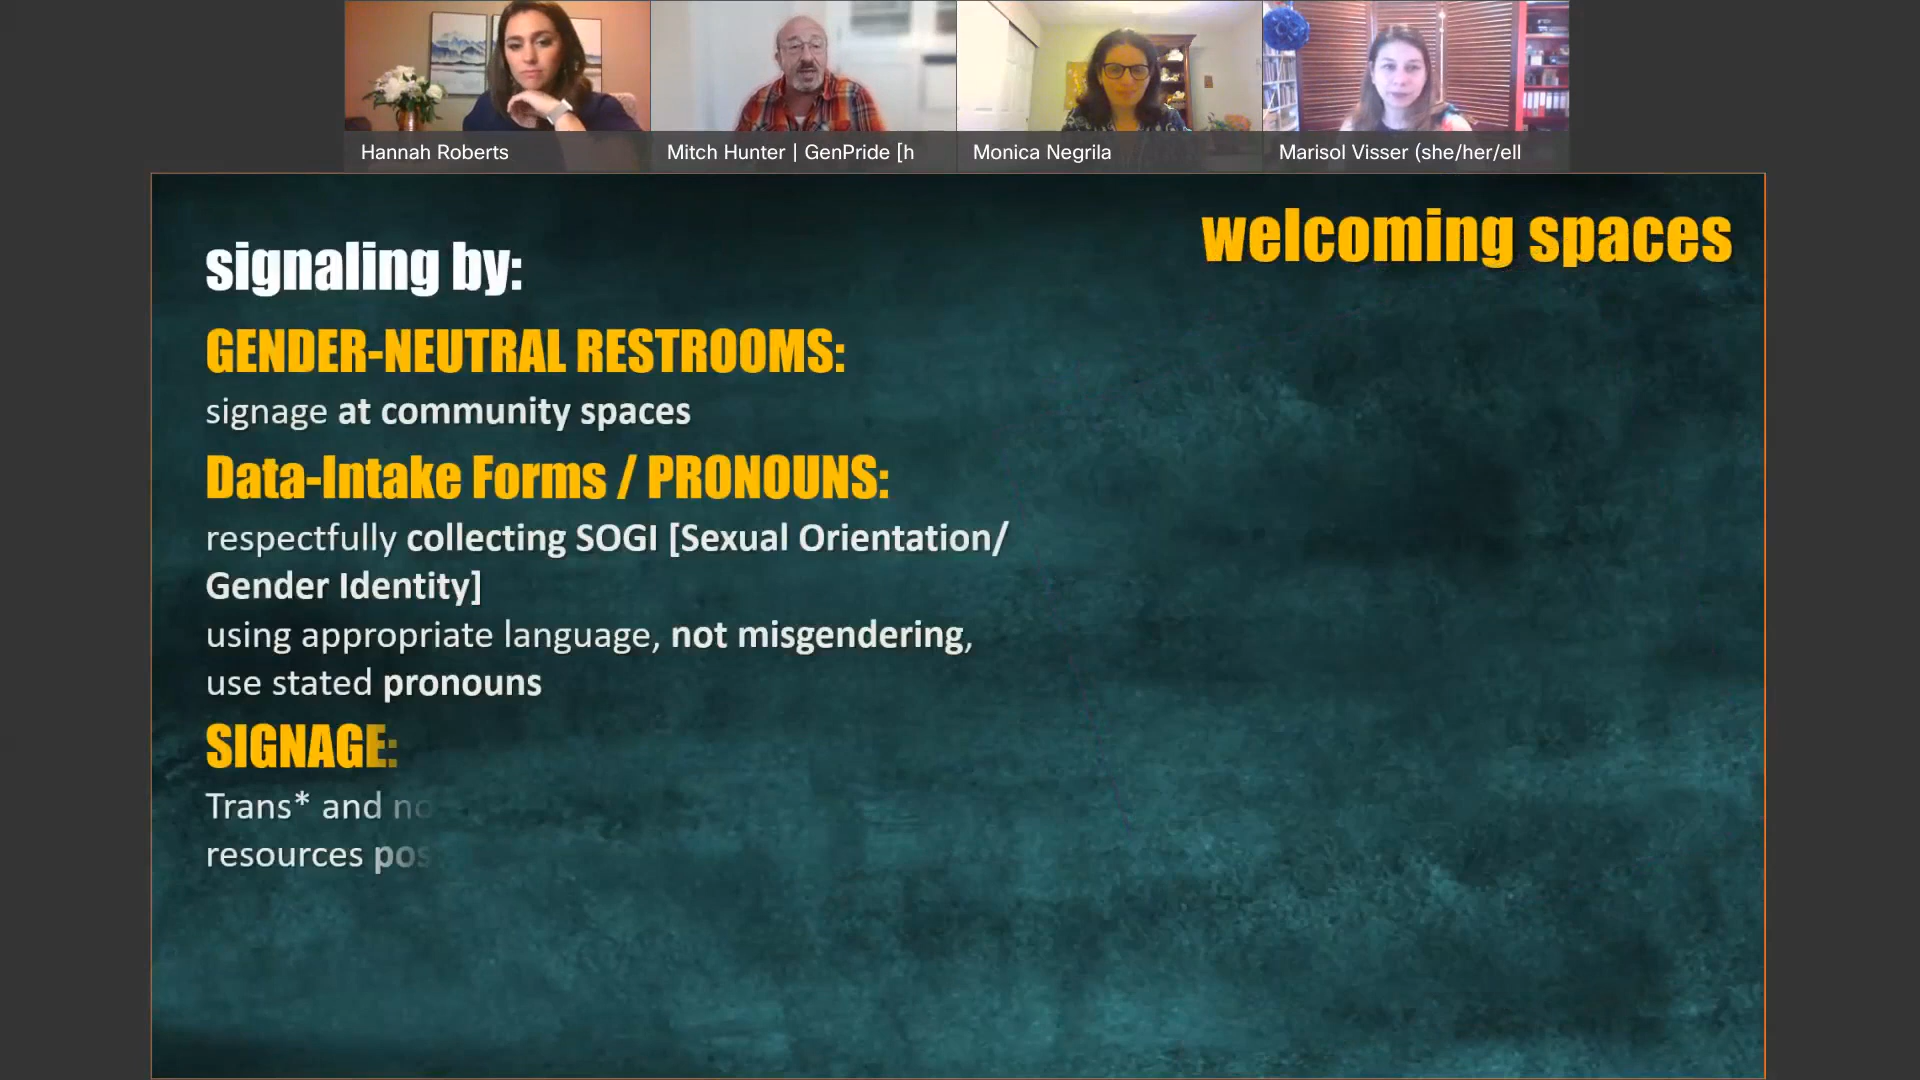 Hannah Roberts
Mitch Hunter | GenPride [h
Monica Negrila
Marisol Visser (she/her/ell
welcoming spaces
signaling by:
GENDER-NEUTRAL RESTROOMS:
signage at community spaces
Data-Intake Forms / PRONOUNS:
respectfully collecting SOGI [Sexual Orientation/
Gender Identity]
using appropriate language, not misgendering,
use stated pronouns
SIGNAGE:
Trans* and
resources